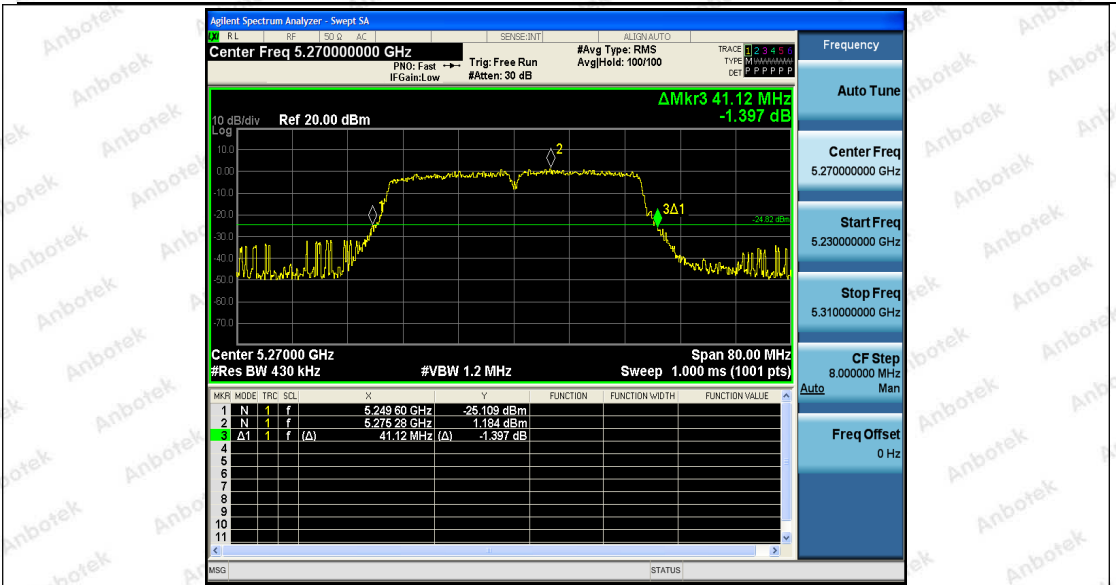 Agilent Spectrum Analyzer - Swept SA
RL RF 50 Ω AC SENSE:INT ALIGNAUTO
Center Freq 5.270000000 GHz
PNO: Fast
IFGain:Low
Trig: Free Run
#Atten: 30 dB
#Avg Type: RMS
Avg|Hold: 100/100
TRACE 1 2 3 4 5 6
TYPE M
DET P P P P P P
ΔMkr3 41.12 MHz
-1.397 dB
10 dB/div Ref 20.00 dBm
Log
10.0
0.00
-10.0
-20.0
-30.0
-40.0
-50.0
-60.0
-70.0
1
2
3Δ1
-24.82 dBm
Center 5.27000 GHz Span 80.00 MHz
#Res BW 430 kHz #VBW 1.2 MHz Sweep 1.000 ms (1001 pts)
MKR MODE TRC SCL X Y FUNCTION FUNCTION WIDTH FUNCTION VALUE
1 N 1 f 5.249 60 GHz -25.109 dBm
2 N 1 f 5.275 28 GHz 1.184 dBm
3 Δ1 1 f (Δ) 41.12 MHz (Δ) -1.397 dB
4
5
6
7
8
9
10
11
MSG STATUS
Frequency
Auto Tune
Center Freq
5.270000000 GHz
Start Freq
5.230000000 GHz
Stop Freq
5.310000000 GHz
CF Step
8.000000 MHz
Auto Man
Freq Offset
0 Hz
Anbotek